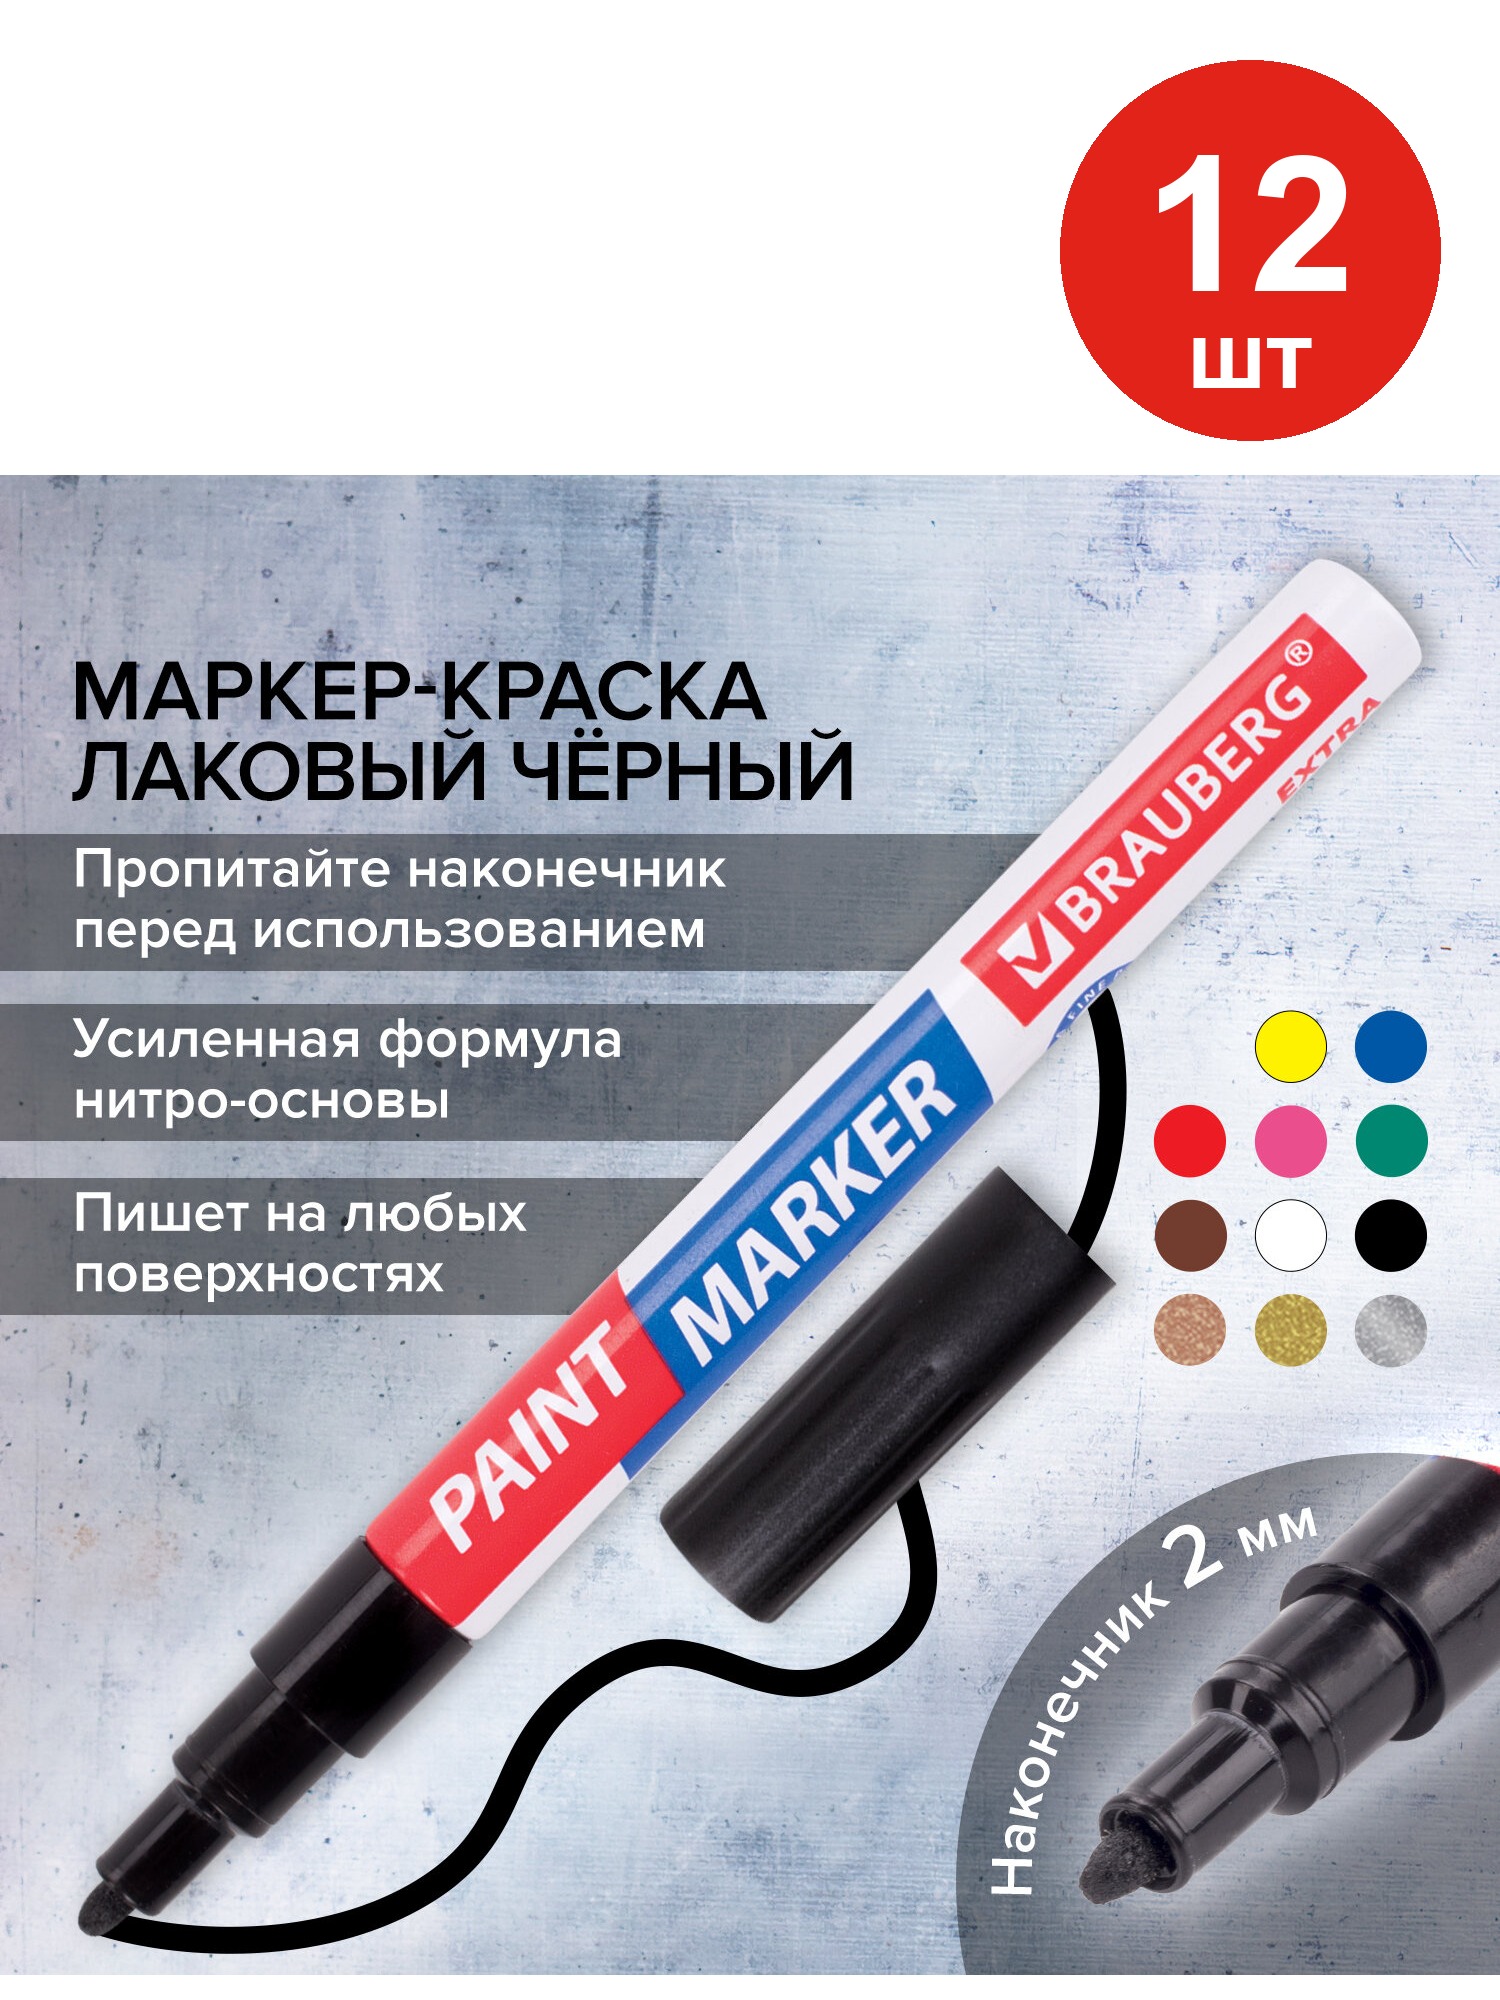 12
шт
МАРКЕР-КРАСКА
ЛАКОВЫЙ ЧЁРНЫЙ
Пропитайте наконечник
перед использованием
Усиленная формула
нитро-основы
Пишет на любых
поверхностях
BRAUBERG®
EXTRA
FINE
PAINT MARKER
Наконечник 2 мм